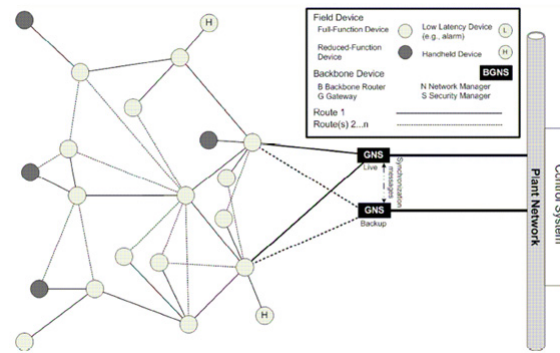 H
Field Device
Full-Function Device
Low Latency Device
(e.g., alarm)
L
Reduced-Function
Device
Handheld Device
H
Backbone Device
BGNS
B Backbone Router
N Network Manager
G Gateway
S Security Manager
Route 1
Route(s) 2...n
GNS
Live
Synchronization
messages
GNS
Backup
Plant Network
Control System
H